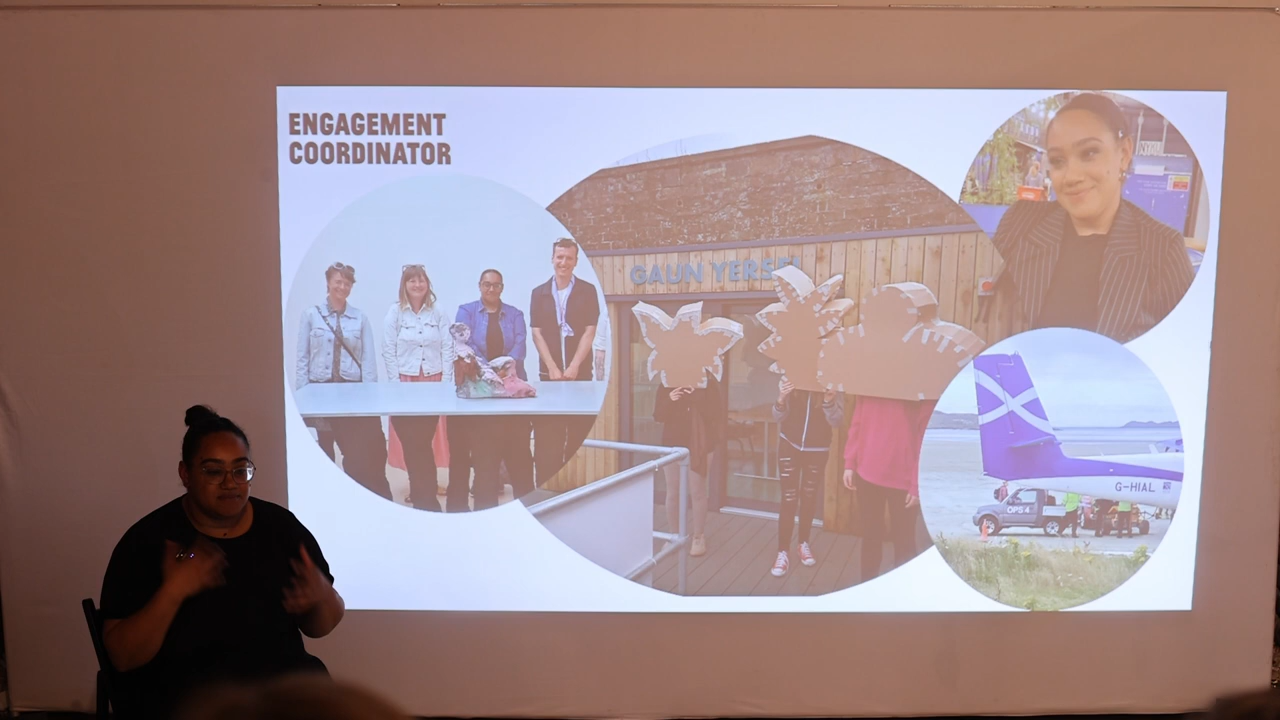 ENGAGEMENT
COORDINATOR
GAUN YERSEL
G-HIAL
OPS 4